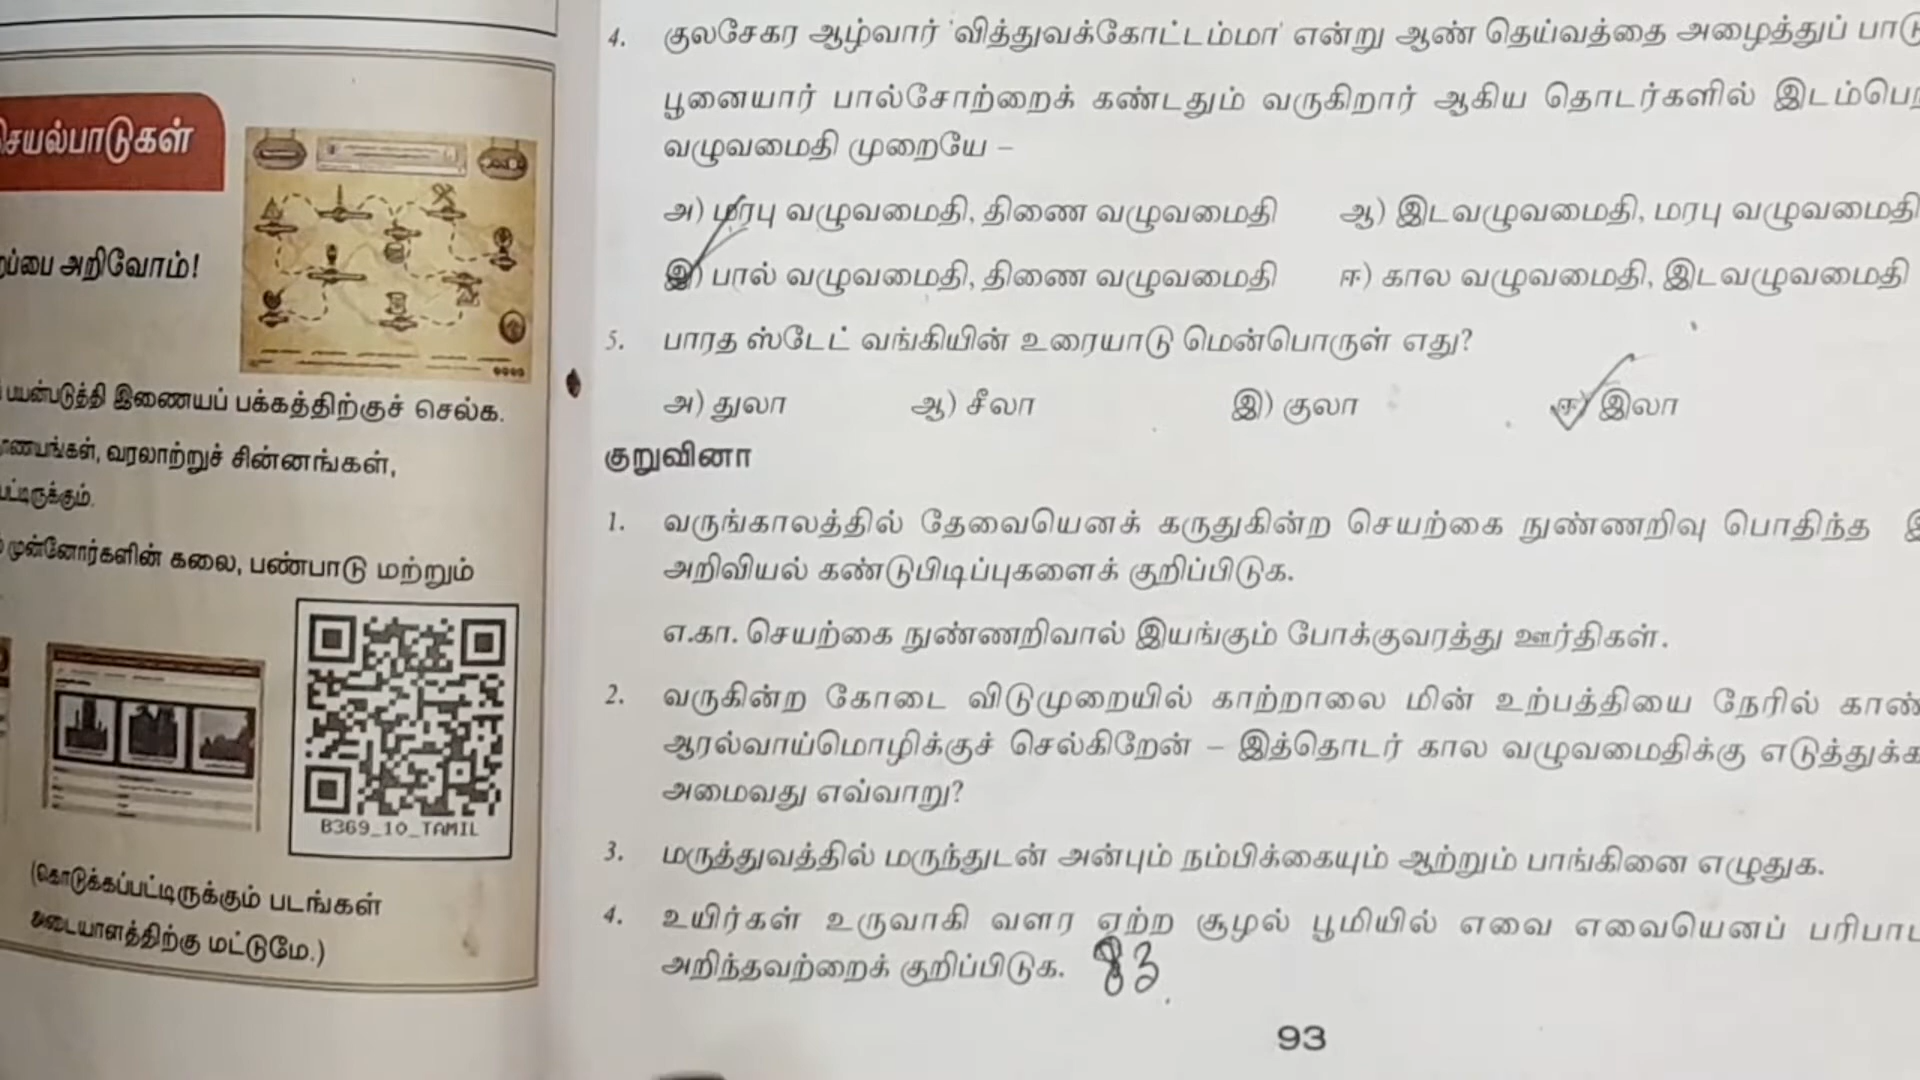 செயல்பாடுகள்
அறிவோம்!
பயன்படுத்தி இணையப் பக்கத்திற்குச் செல்க.
வரலாற்றுச் சின்னங்கள்,
முன்னோர்களின் கலை, பண்பாடு மற்றும்
B369_10_TAMIL
(கொடுக்கப்பட்டிருக்கும் படங்கள்
அடையாளத்திற்கு மட்டுமே.)
4. குலசேகர ஆழ்வார் 'வித்துவக்கோட்டம்மா' என்று ஆண் தெய்வத்தை அழைத்துப்
பூனையார் பால்சோற்றைக் கண்டதும் வருகிறார் ஆகிய தொடர்களில்
வழுவமைதி முறையே –
அ) மரபு வழுவமைதி, திணை வழுவமைதி ஆ) இடவழுவமைதி, மரபு வழுவமைதி
இ) பால் வழுவமைதி, திணை வழுவமைதி ஈ) கால வழுவமைதி, இடவழுவமைதி
5. பாரத ஸ்டேட் வங்கியின் உரையாடு மென்பொருள் எது?
அ) துலா ஆ) சீலா இ) குலா ஈ) இலா
குறுவினா
1. வருங்காலத்தில் தேவையெனக் கருதுகின்ற செயற்கை நுண்ணறிவு பொதிந்த
அறிவியல் கண்டுபிடிப்புகளைக் குறிப்பிடுக.
எ.கா. செயற்கை நுண்ணறிவால் இயங்கும் போக்குவரத்து ஊர்திகள்.
2. வருகின்ற கோடை விடுமுறையில் காற்றாலை மின் உற்பத்தியை நேரில்
ஆரல்வாய்மொழிக்குச் செல்கிறேன் – இத்தொடர் கால வழுவமைதிக்கு
அமைவது எவ்வாறு?
3. மருத்துவத்தில் மருந்துடன் அன்பும் நம்பிக்கையும் ஆற்றும் பாங்கினை எழுதுக.
4. உயிர்கள் உருவாகி வளர ஏற்ற சூழல் பூமியில் எவை எவையெனப்
அறிந்தவற்றைக் குறிப்பிடுக. 83
93